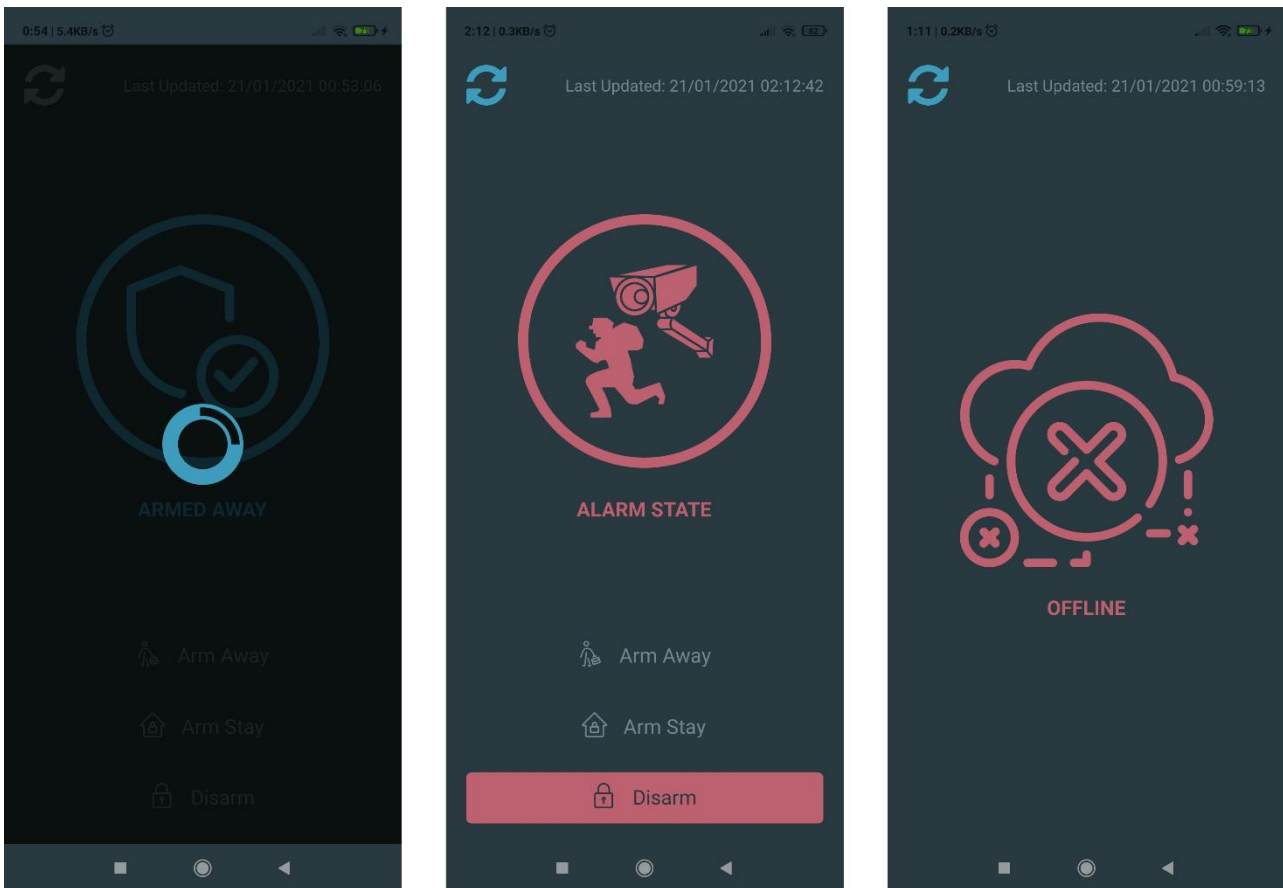 0:54 | 5.4KB/s
Last Updated: 21/01/2021 00:53:06
ARMED AWAY
Arm Away
Arm Stay
Disarm
2:12 | 0.3KB/s
82
Last Updated: 21/01/2021 02:12:42
ALARM STATE
Arm Away
Arm Stay
Disarm
1:11 | 0.2KB/s
Last Updated: 21/01/2021 00:59:13
OFFLINE